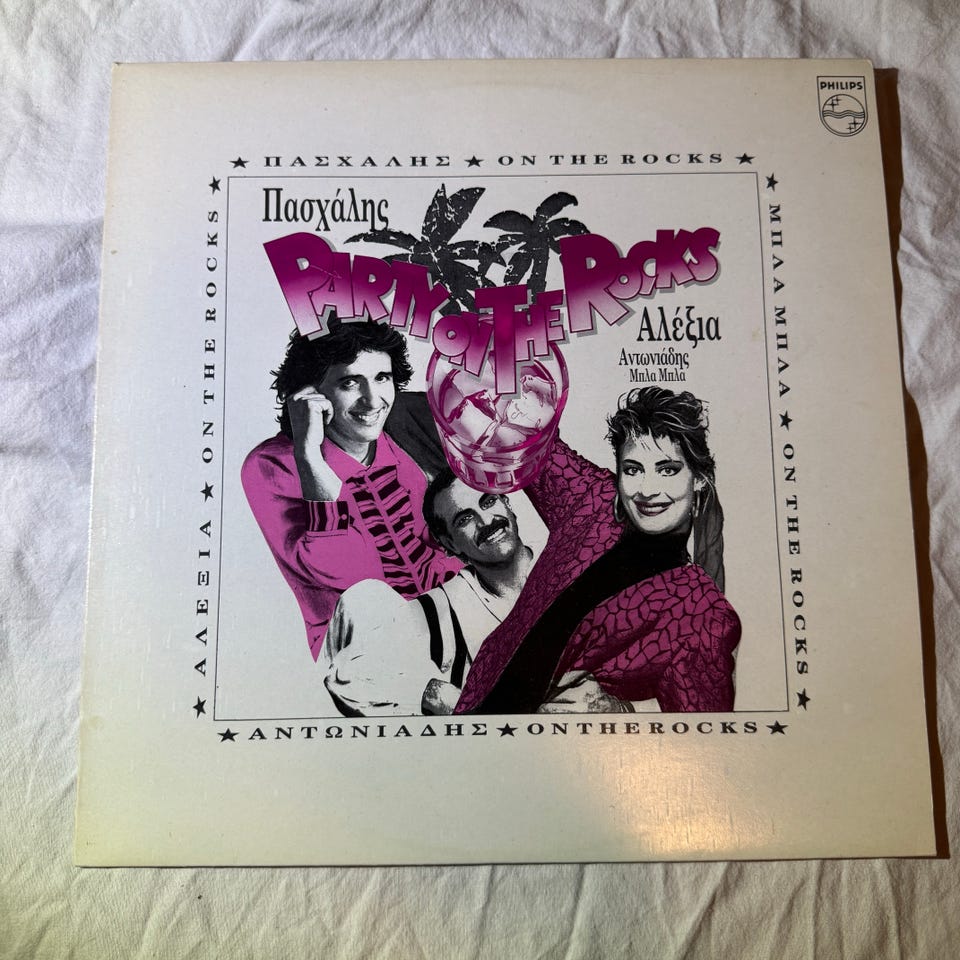 PHILIPS
★ ΠΑΣΧΑΛΗΣ ★ ON THE ROCKS ★
Πασχάλης
PARTY ON THE ROCKS
Αλέξια
Αντωνιάδης
Μπλα Μπλα
★ ΑΛΕΞΙΑ ★ ON THE ROCKS ★
ΜΠΛΑ ΜΠΛΑ ★ ON THE ROCKS ★
★ ΑΝΤΩΝΙΑΔΗΣ ★ ON THE ROCKS ★